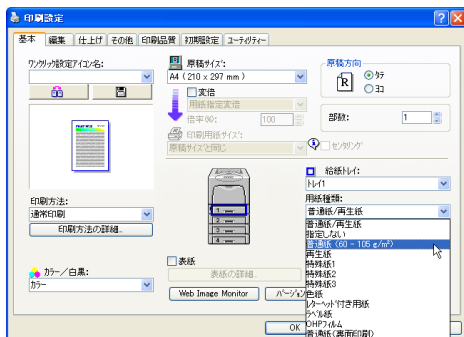 印刷設定
基本 編集 仕上げ その他 印刷品質 初期設定 ユーティリティー
ワンクリック設定アイコン名:
原稿サイズ:
A4 ( 210 x 297 mm )
原稿方向
タテ
ヨコ
変倍
用紙指定変倍
倍率(%): 100
部数: 1
印刷用紙サイズ:
原稿サイズと同じ
センタリング
印刷方法:
通常印刷
印刷方法の詳細...
カラー/白黒:
カラー
1
2
3
4
給紙トレイ:
トレイ1
用紙種類:
普通紙/再生紙
普通紙/再生紙
指定しない
普通紙 (60 - 105 g/m²)
再生紙
特殊紙1
特殊紙2
特殊紙3
色紙
レターヘッド付き用紙
ラベル紙
OHPフィルム
普通紙(裏面印刷)
表紙
表紙の詳細...
Web Image Monitor
OK